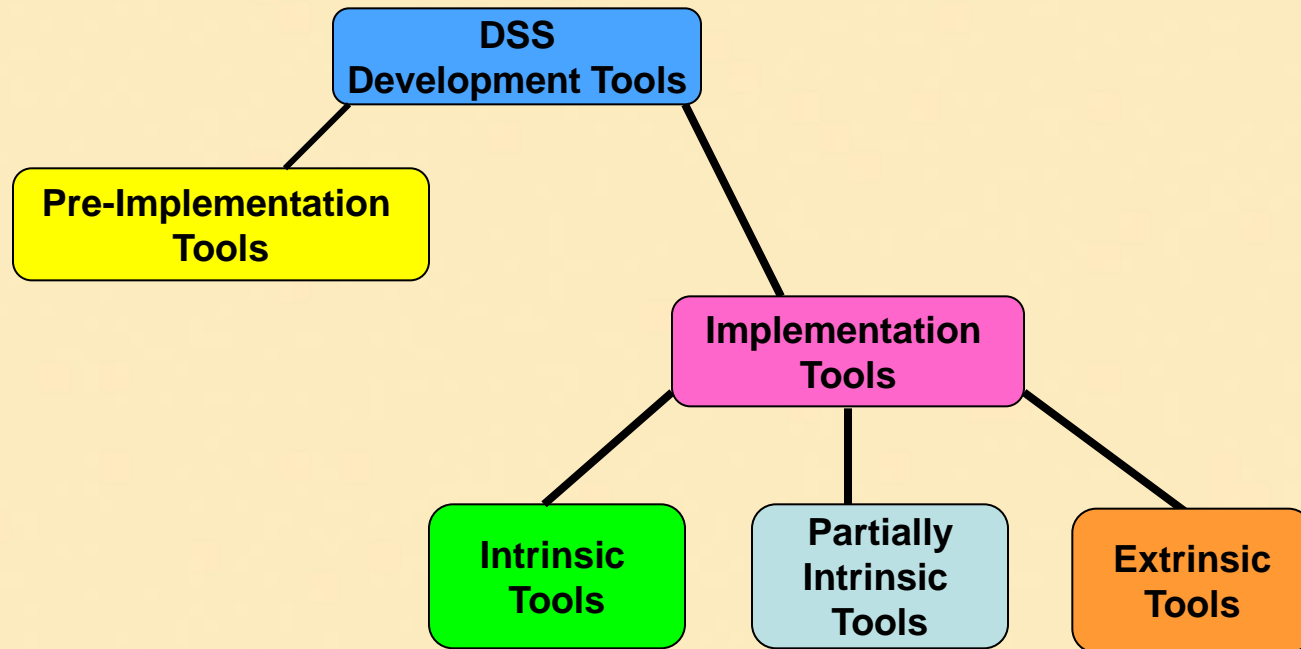 DSS
Development Tools
Pre-Implementation
Tools
Implementation
Tools
Intrinsic
Tools
Partially
Intrinsic
Tools
Extrinsic
Tools